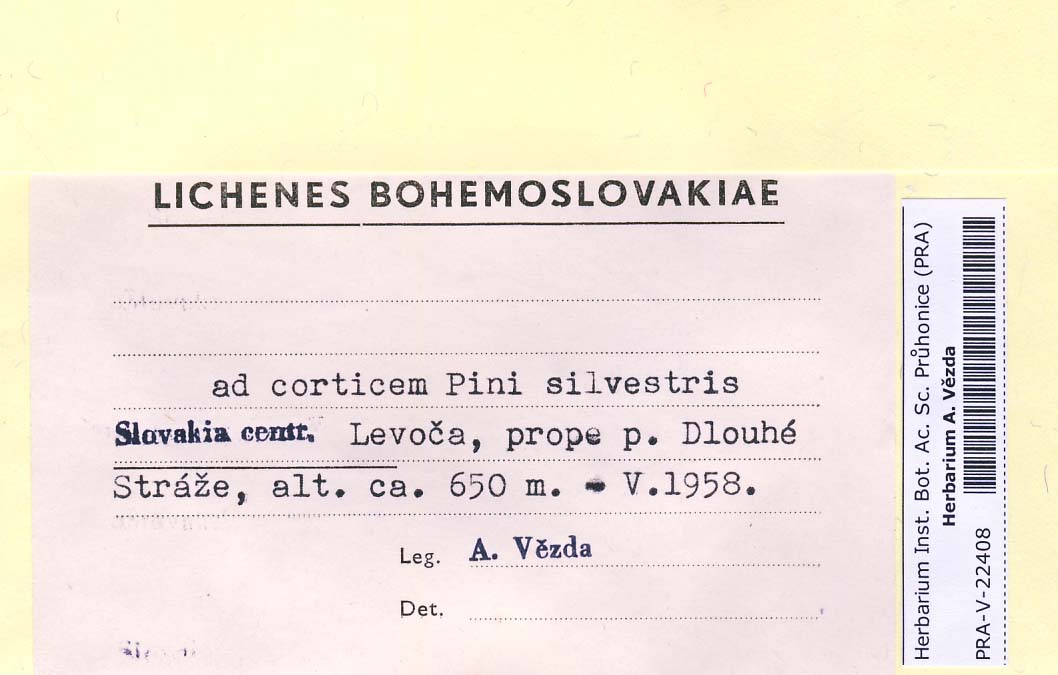 LICHENES BOHEMOSLOVAKIAE
ad corticem Pini silvestris
Slovakia centr. Levoča, prope p. Dlouhé
Stráže, alt. ca. 650 m. - V.1958.
Leg. A. Vězda
Det.
Herbarium Inst. Bot. Ac. Sc. Průhonice (PRA)
Herbarium A. Vězda
PRA-V-22408